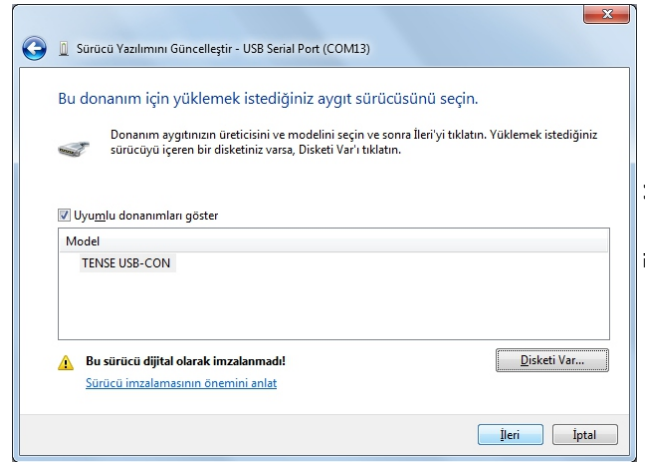 Sürücü Yazılımını Güncelleştir - USB Serial Port (COM13)
Bu donanım için yüklemek istediğiniz aygıt sürücüsünü seçin.
Donanım aygıtınızın üreticisini ve modelini seçin ve sonra İleri'yi tıklatın. Yüklemek istediğiniz
sürücüyü içeren bir disketiniz varsa, Disketi Var'ı tıklatın.
Uyumlu donanımları göster
Model
TENSE USB-CON
Bu sürücü dijital olarak imzalanmadı!
Disketi Var...
Sürücü imzalamasının önemini anlat
İleri
İptal